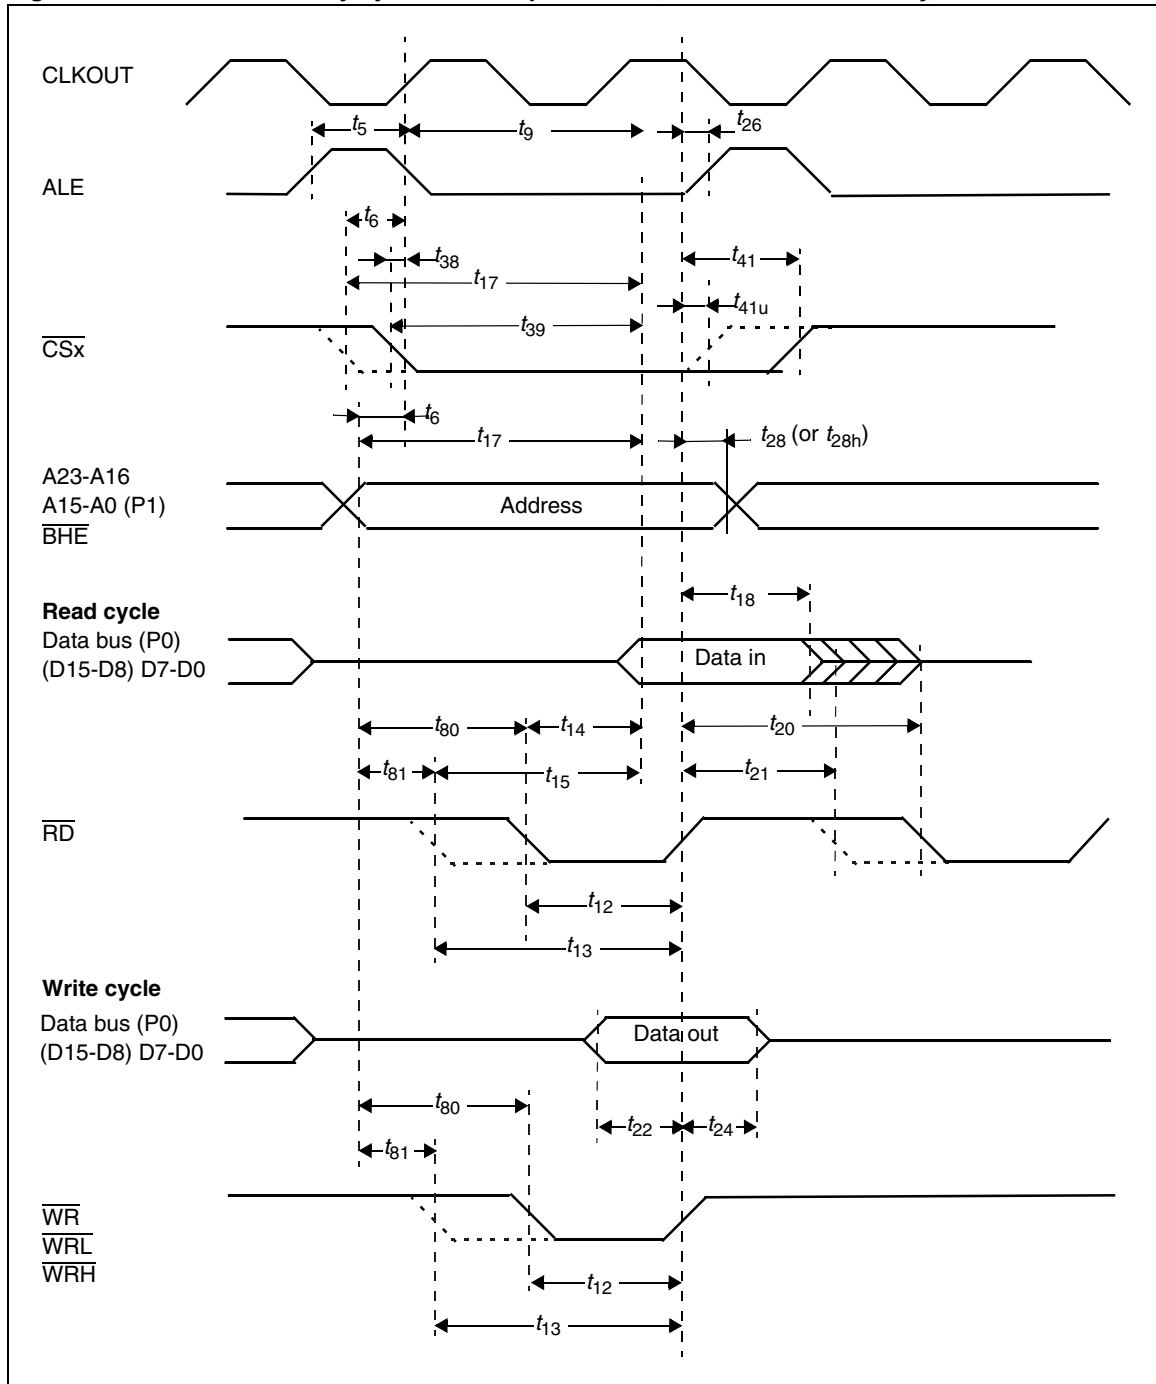 CLKOUT
t5
t9
t26
ALE
t6
t38
t41
t17
t41u
t39
CSx
t6
t17
t28 (or t28h)
A23-A16
A15-A0 (P1)
Address
BHE
t18
Read cycle
Data bus (P0)
Data in
(D15-D8) D7-D0
t80
t14
t20
t81
t15
t21
RD
t12
t13
Write cycle
Data bus (P0)
Data out
(D15-D8) D7-D0
t80
t22
t24
t81
WR
WRL
WRH
t12
t13